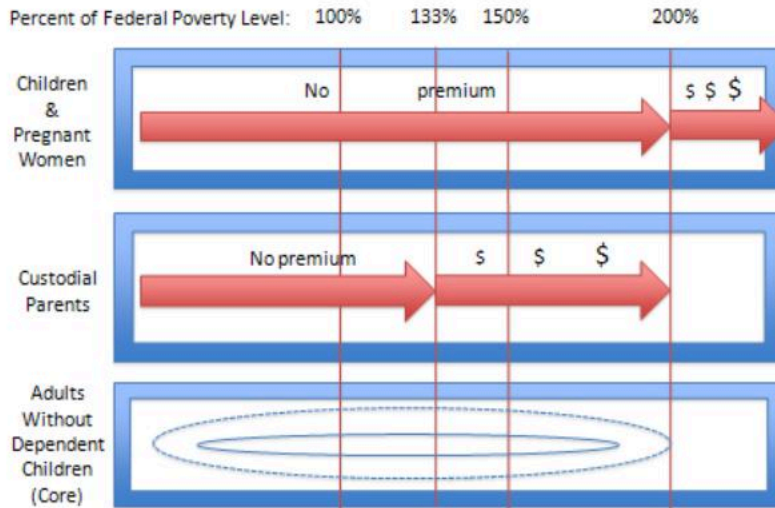 Percent of Federal Poverty Level: 100% 133% 150% 200%
Children
&
Pregnant
Women
No premium
$ $ $
Custodial
Parents
No premium
$ $ $
Adults
Without
Dependent
Children
(Core)